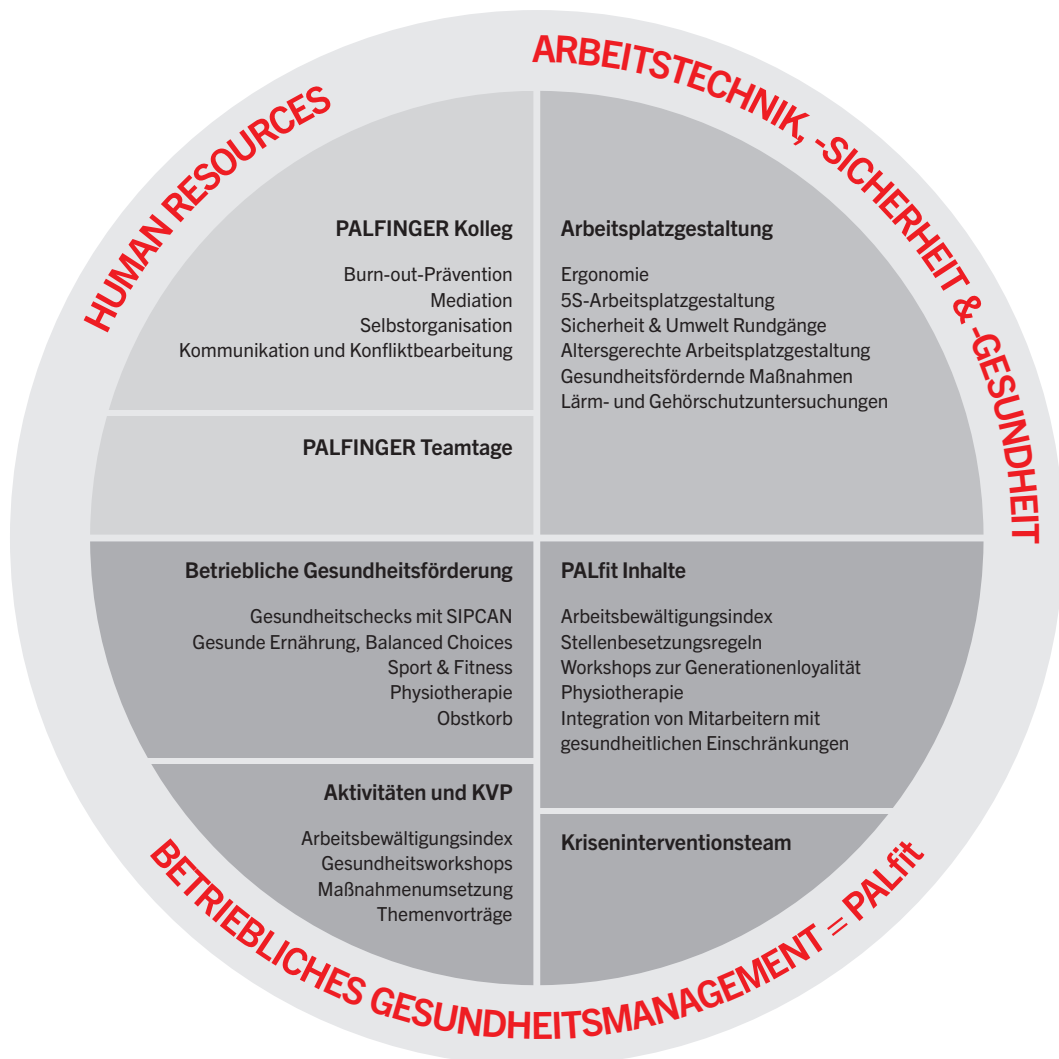 HUMAN RESOURCES
ARBEITSTECHNIK, -SICHERHEIT & -GESUNDHEIT
PALFINGER Kolleg
Burn-out-Prävention
Mediation
Selbstorganisation
Kommunikation und Konfliktbearbeitung
PALFINGER Teamtage
Arbeitsplatzgestaltung
Ergonomie
5S-Arbeitsplatzgestaltung
Sicherheit & Umwelt Rundgänge
Altersgerechte Arbeitsplatzgestaltung
Gesundheitsfördernde Maßnahmen
Lärm- und Gehörschutzuntersuchungen
Betriebliche Gesundheitsförderung
Gesundheitschecks mit SIPCAN
Gesunde Ernährung, Balanced Choices
Sport & Fitness
Physiotherapie
Obstkorb
PALfit Inhalte
Arbeitsbewältigungsindex
Stellenbesetzungsregeln
Workshops zur Generationenloyalität
Physiotherapie
Integration von Mitarbeitern mit
gesundheitlichen Einschränkungen
Aktivitäten und KVP
Arbeitsbewältigungsindex
Gesundheitsworkshops
Maßnahmenumsetzung
Themenvorträge
Kriseninterventionsteam
BETRIEBLICHES GESUNDHEITSMANAGEMENT = PALfit